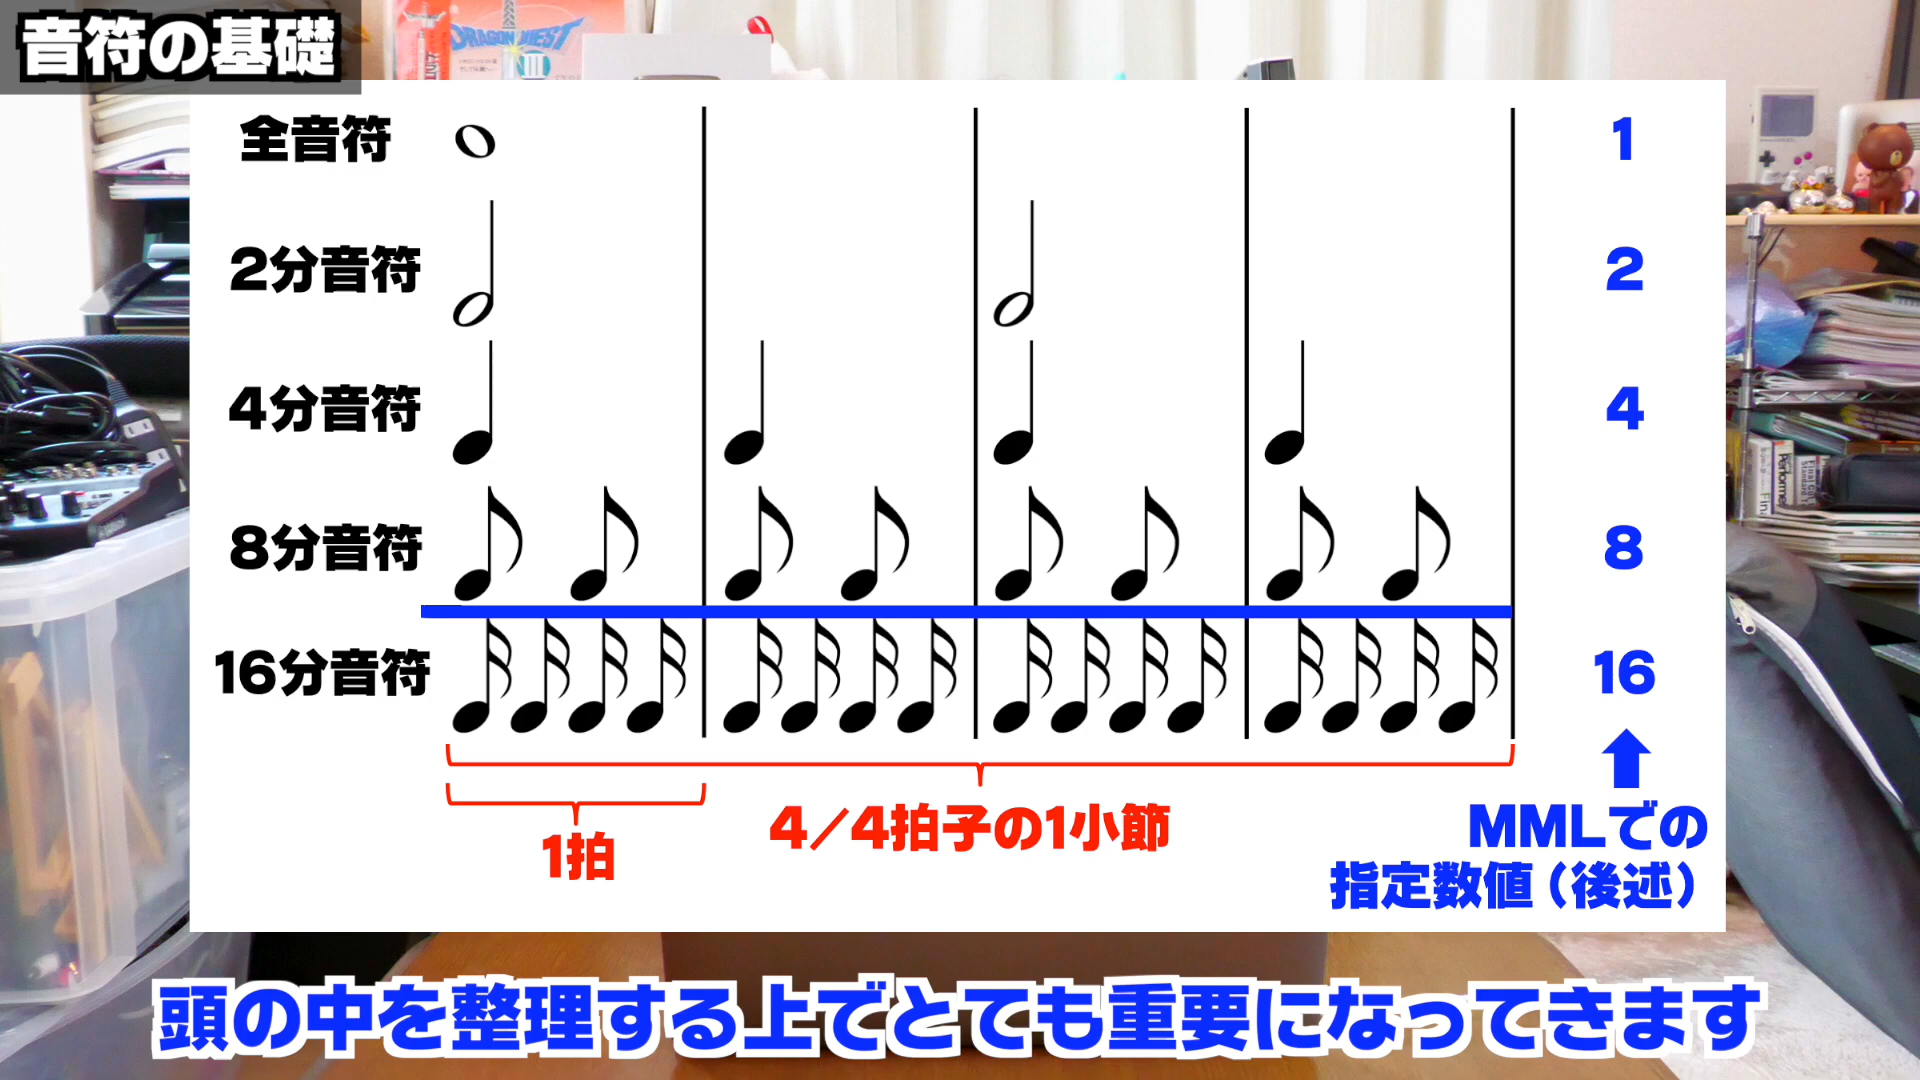 音符の基礎
DRAGON QUEST
III
全音符
1
2分音符
2
4分音符
4
8分音符
8
16分音符
16
1拍
4/4拍子の1小節
MMLでの
指定数値(後述)
頭の中を整理する上でとても重要になってきます